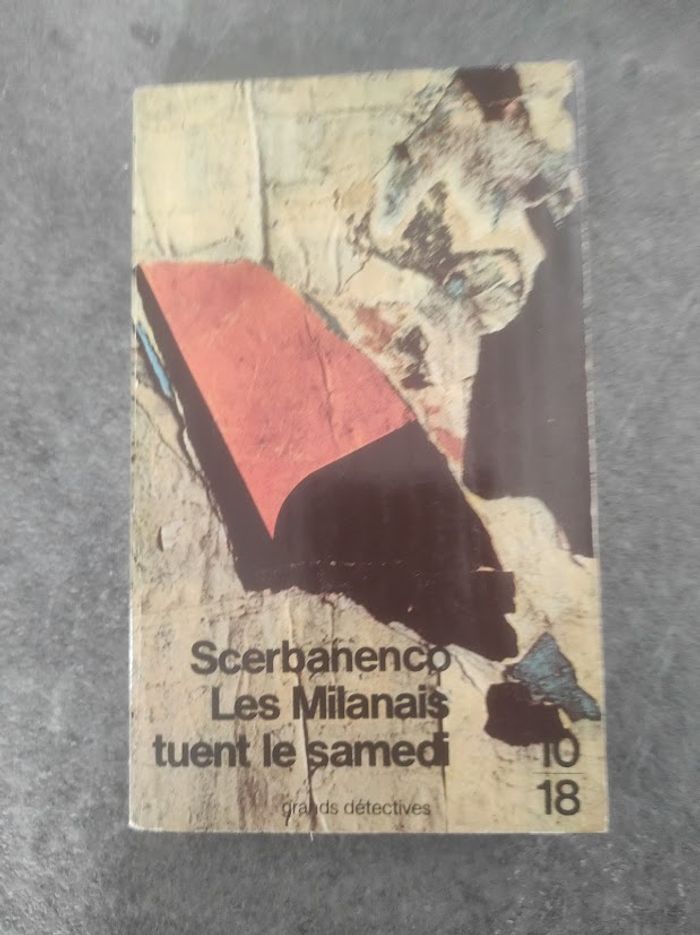 Scerbanenco
Les Milanais
tuent le samedi
10
18
grands détectives